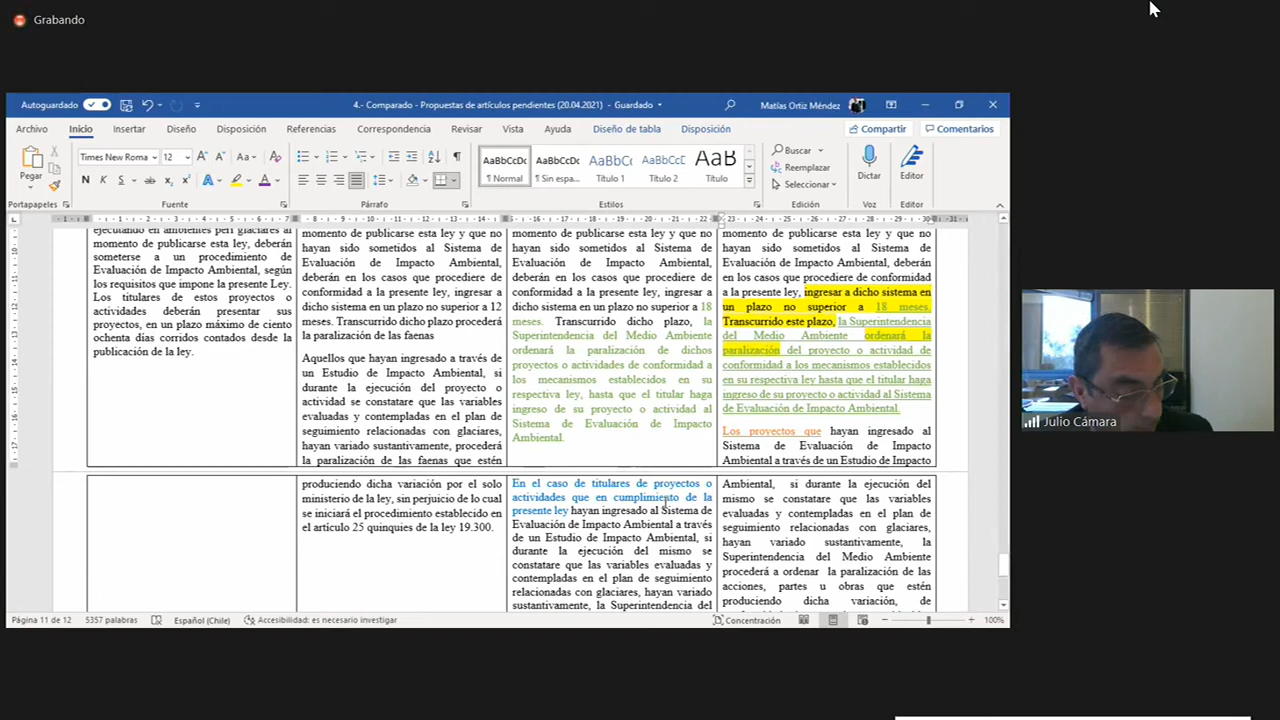 Grabando
Autoguardado
4.- Comparado - Propuestas de artículos pendientes (20.04.2021) - Guardado
Matías Ortiz Méndez
Archivo Inicio Insertar Diseño Disposición Referencias Correspondencia Revisar Vista Ayuda Diseño de tabla Disposición Compartir Comentarios
Pegar
Times New Roma 12
N K S ab x₂ x² A A
AaBbCcDc AaBbCcDc AaBbCc AaBbCcC AaB
¶ Normal ¶ Sin espa... Título 1 Título 2 Título
Buscar
Reemplazar
Seleccionar
Dictar
Editor
Portapapeles Fuente Párrafo Estilos Edición Voz Editor
ejecutando en ambientes peri glaciares al
momento de publicarse esta ley, deberán
someterse a un procedimiento de
Evaluación de Impacto Ambiental, según
los requisitos que impone la presente Ley.
Los titulares de estos proyectos o
actividades deberán presentar sus
proyectos, en un plazo máximo de ciento
ochenta días corridos contados desde la
publicación de la ley.
momento de publicarse esta ley y que no
hayan sido sometidos al Sistema de
Evaluación de Impacto Ambiental,
deberán en los casos que procediere de
conformidad a la presente ley, ingresar a
dicho sistema en un plazo no superior a 12
meses. Transcurrido dicho plazo procederá
la paralización de las faenas
Aquellos que hayan ingresado a través de
un Estudio de Impacto Ambiental, si
durante la ejecución del proyecto o
actividad se constatare que las variables
evaluadas y contempladas en el plan de
seguimiento relacionadas con glaciares,
hayan variado sustantivamente, procederá
la paralización de las faenas que estén
produciendo dicha variación por el solo
ministerio de la ley, sin perjuicio de lo cual
se iniciará el procedimiento establecido en
el artículo 25 quinquies de la ley 19.300.
momento de publicarse esta ley y que no
hayan sido sometidos al Sistema de
Evaluación de Impacto Ambiental,
deberán en los casos que procediere de
conformidad a la presente ley, ingresar a
dicho sistema en un plazo no superior a 18
meses. Transcurrido dicho plazo, la
Superintendencia del Medio Ambiente
ordenará la paralización de dichos
proyectos o actividades de conformidad a
los mecanismos establecidos en su
respectiva ley, hasta que el titular haga
ingreso de su proyecto o actividad al
Sistema de Evaluación de Impacto
Ambiental.
En el caso de titulares de proyectos o
actividades que en cumplimiento de la
presente ley hayan ingresado al Sistema de
Evaluación de Impacto Ambiental a través
de un Estudio de Impacto Ambiental, si
durante la ejecución del mismo se
constatare que las variables evaluadas y
contempladas en el plan de seguimiento
relacionadas con glaciares, hayan variado
sustantivamente, la Superintendencia del
momento de publicarse esta ley y que no
hayan sido sometidos al Sistema de
Evaluación de Impacto Ambiental, deberán
en los casos que procediere de conformidad
a la presente ley, ingresar a dicho sistema en
un plazo no superior a 18 meses.
Transcurrido este plazo, la Superintendencia
del Medio Ambiente ordenará la
paralización del proyecto o actividad de
conformidad a los mecanismos establecidos
en su respectiva ley hasta que el titular haga
ingreso de su proyecto o actividad al Sistema
de Evaluación de Impacto Ambiental.
Los proyectos que hayan ingresado al
Sistema de Evaluación de Impacto
Ambiental a través de un Estudio de Impacto
Ambiental, si durante la ejecución del
mismo se constatare que las variables
evaluadas y contempladas en el plan de
seguimiento relacionadas con glaciares,
hayan variado sustantivamente, la
Superintendencia del Medio Ambiente
procederá a ordenar la paralización de las
acciones, partes u obras que estén
produciendo dicha variación, de
Página 11 de 12 5357 palabras Español (Chile) Accesibilidad: es necesario investigar Concentración 100%
Julio Cámara